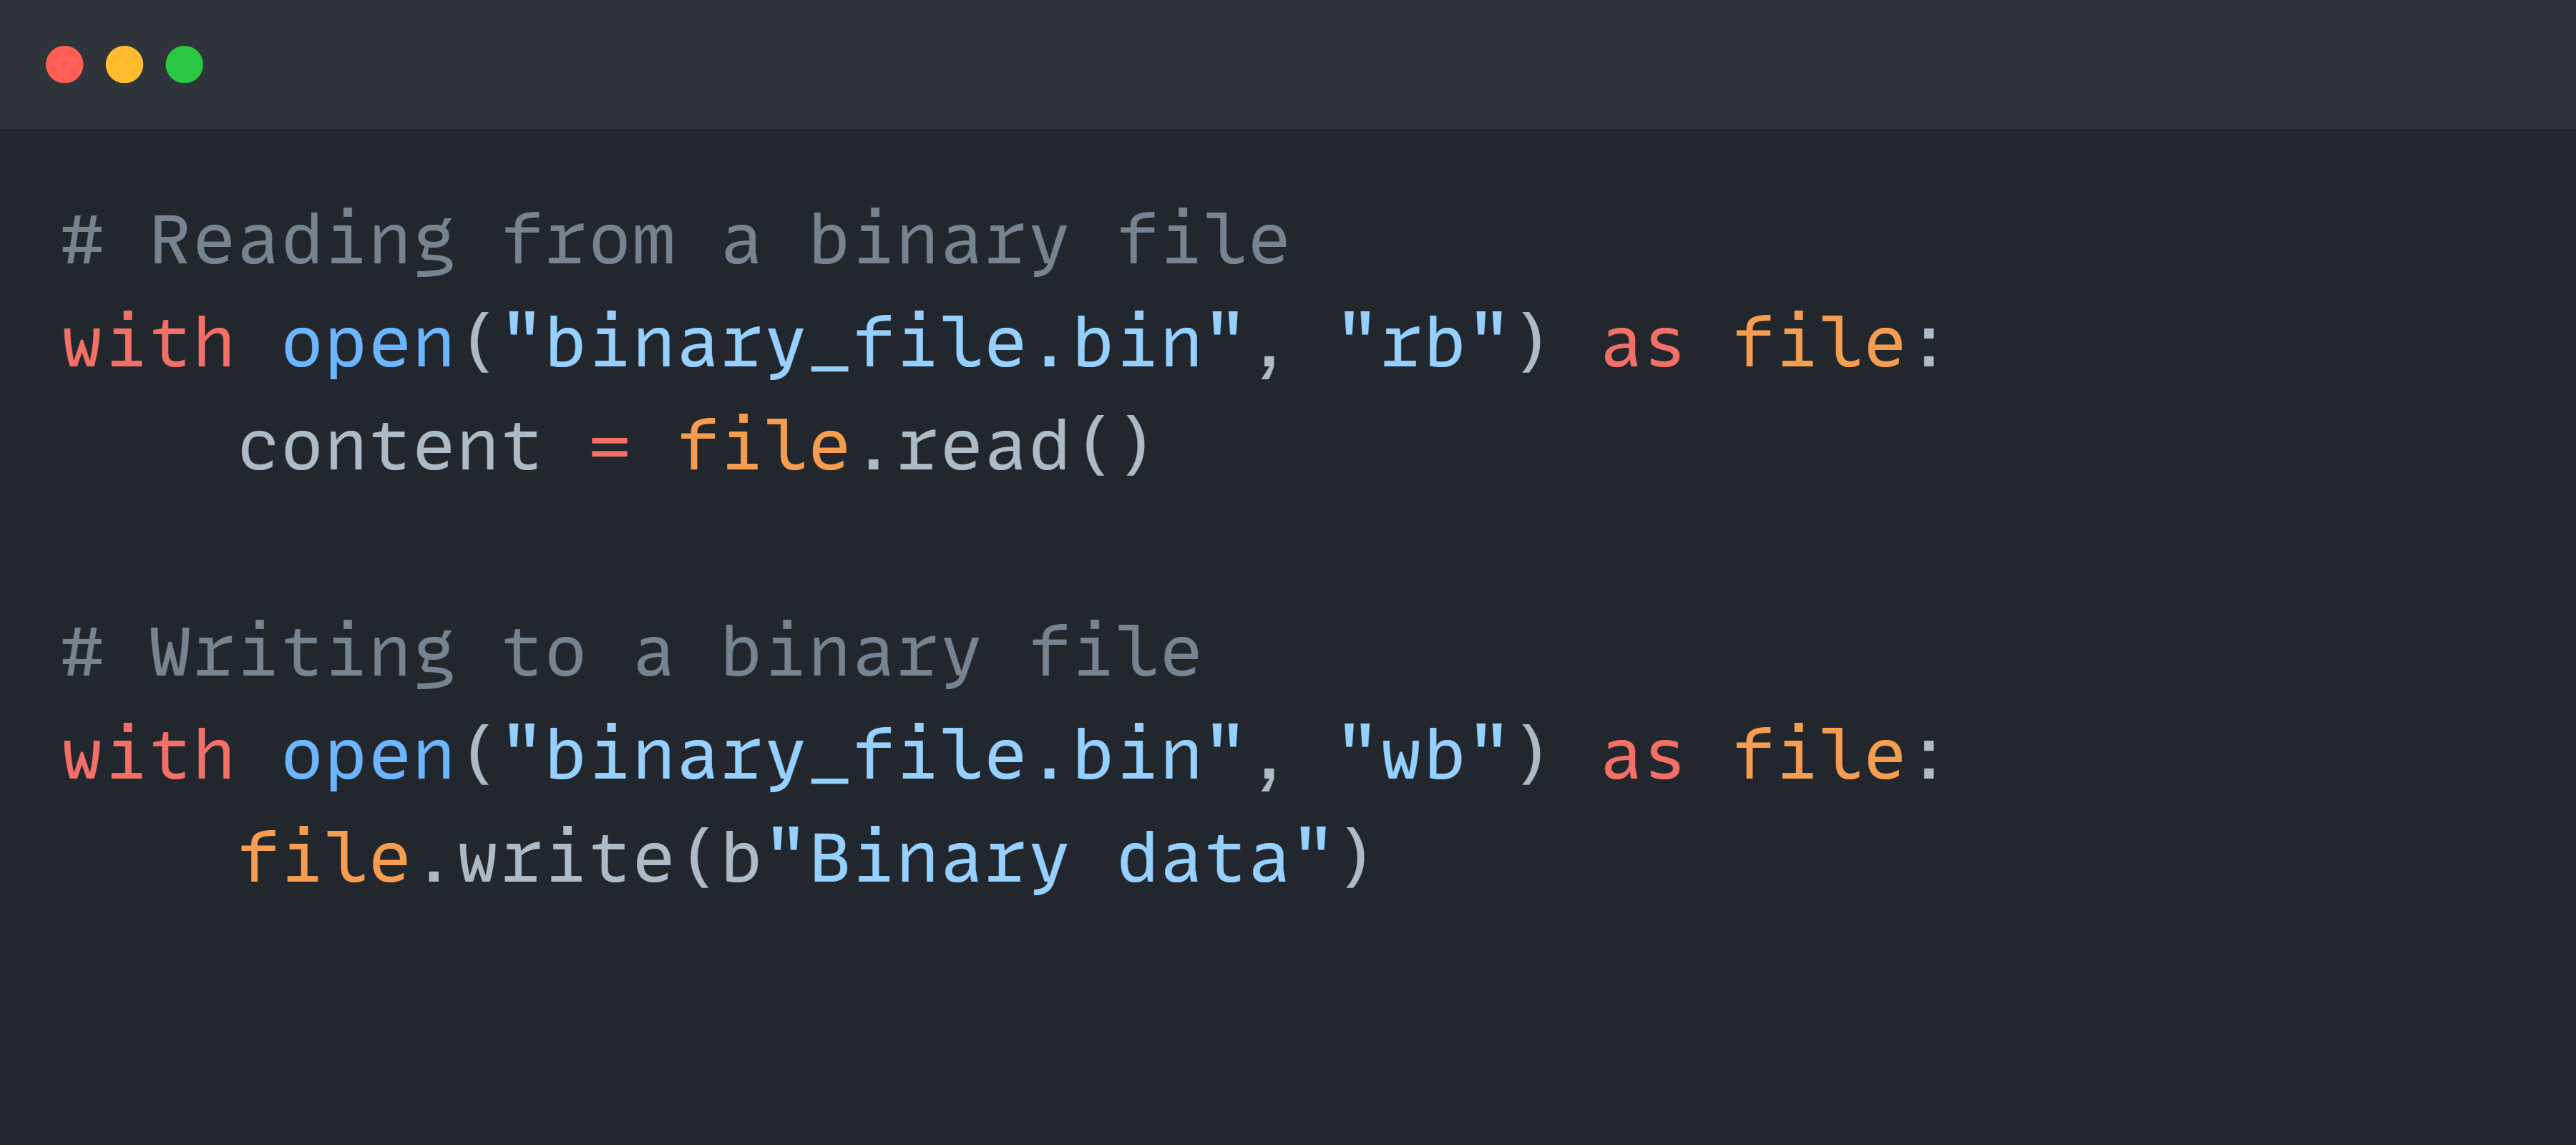 # Reading from a binary file
with open("binary_file.bin", "rb") as file:
    content = file.read()

# Writing to a binary file
with open("binary_file.bin", "wb") as file:
    file.write(b"Binary data")